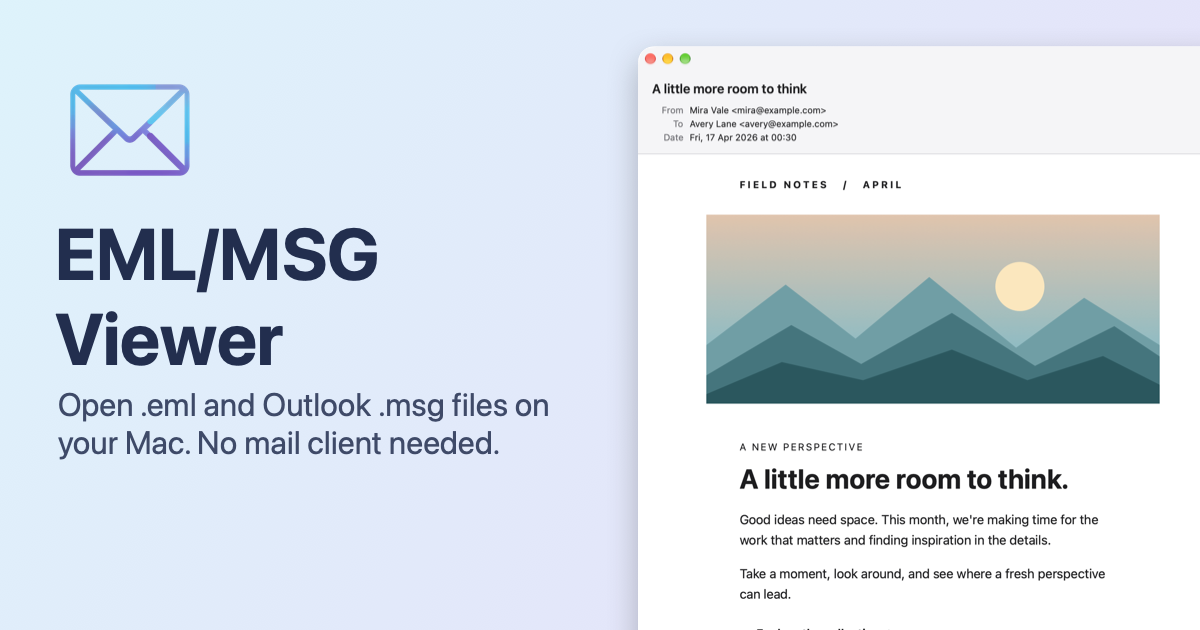 EML/MSG
Viewer
Open .eml and Outlook .msg files on
your Mac. No mail client needed.
A little more room to think
From Mira Vale <mira@example.com>
To Avery Lane <avery@example.com>
Date Fri, 17 Apr 2026 at 00:30
FIELD NOTES / APRIL
A NEW PERSPECTIVE
A little more room to think.
Good ideas need space. This month, we're making time for the
work that matters and finding inspiration in the details.
Take a moment, look around, and see where a fresh perspective
can lead.